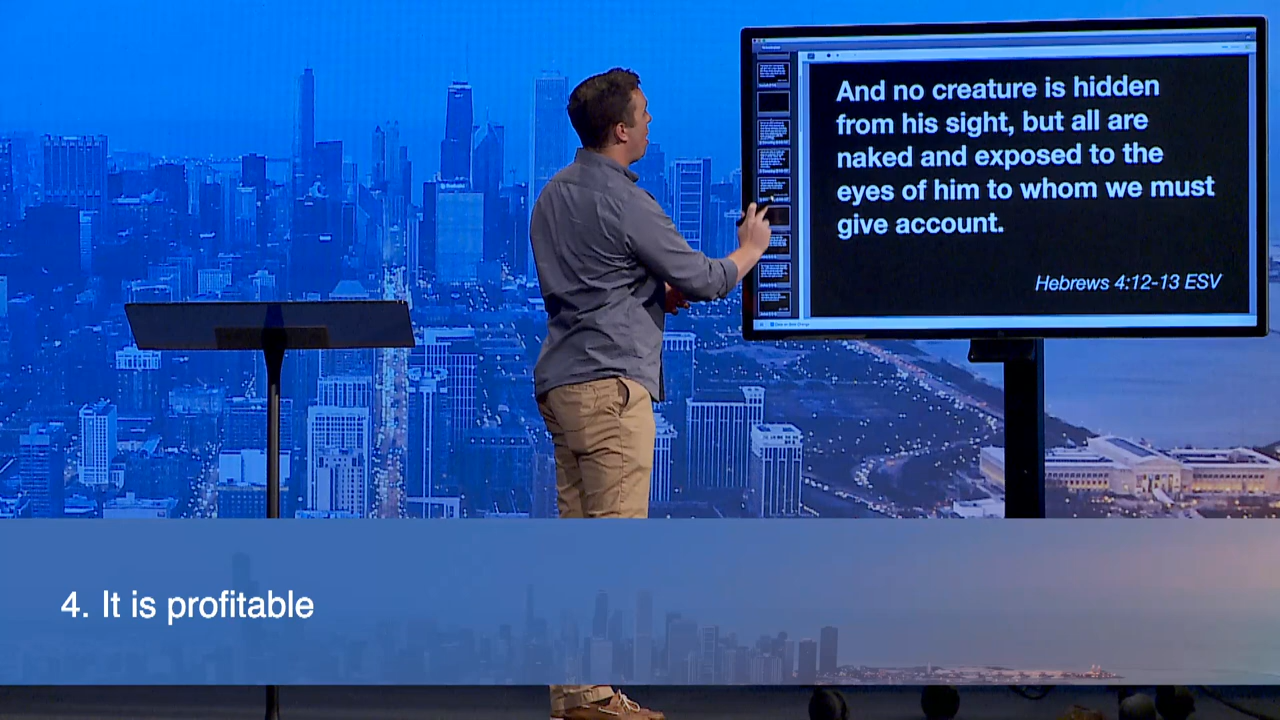 And no creature is hidden
from his sight, but all are
naked and exposed to the
eyes of him to whom we must
give account.
Hebrews 4:12-13 ESV
4. It is profitable